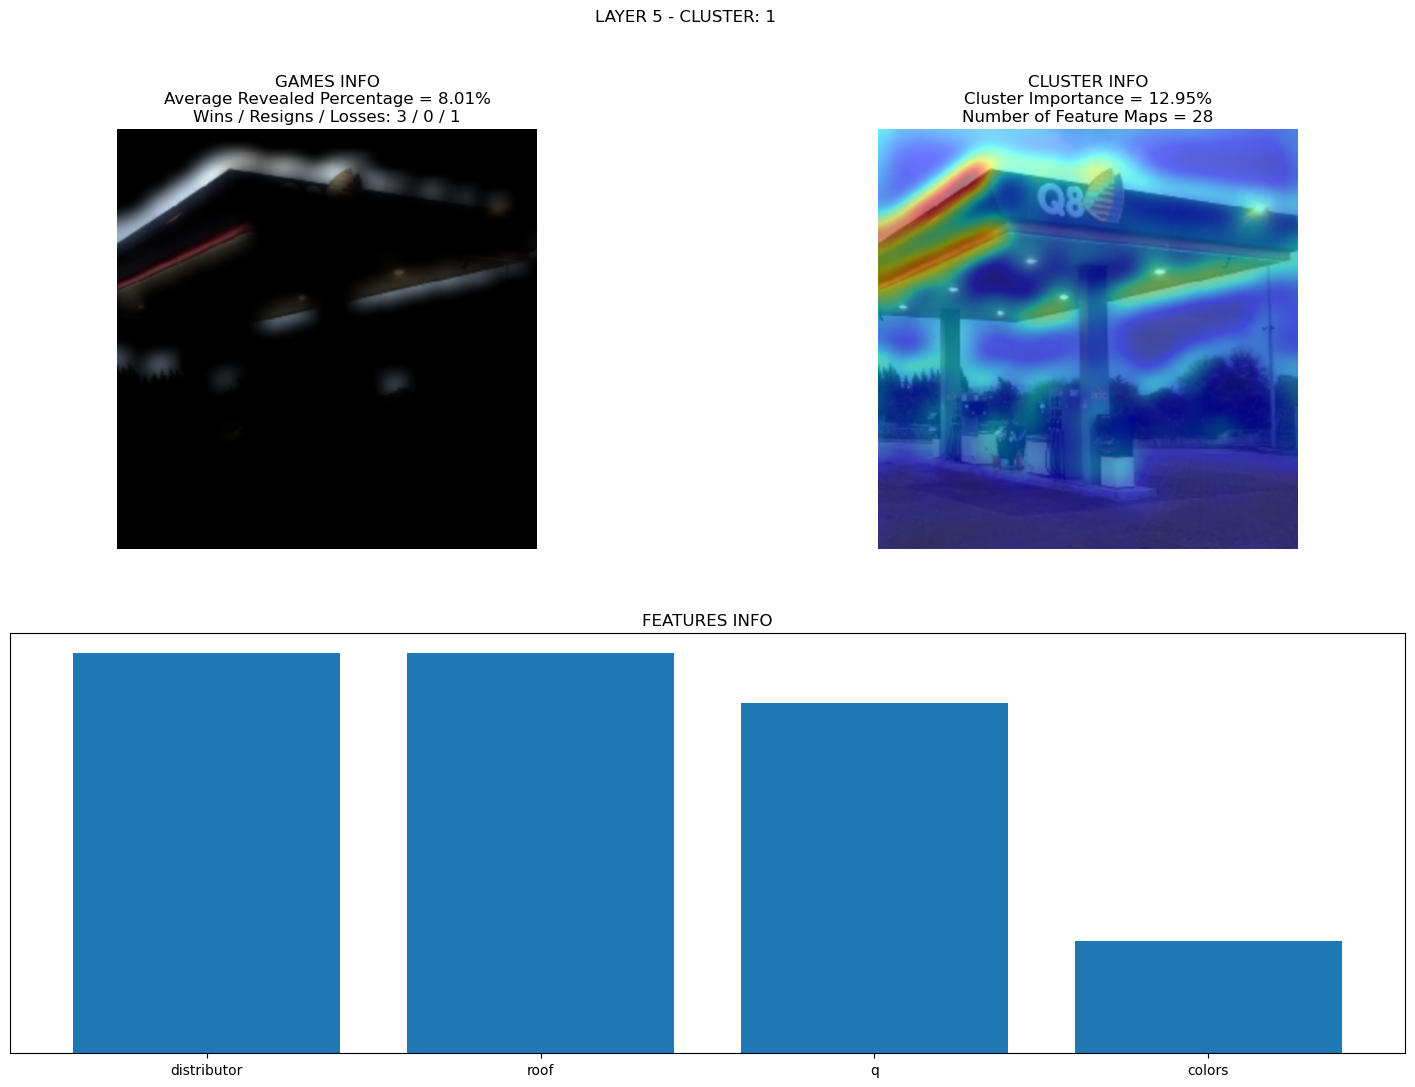 LAYER 5 - CLUSTER: 1
GAMES INFO
Average Revealed Percentage = 8.01%
Wins / Resigns / Losses: 3 / 0 / 1
CLUSTER INFO
Cluster Importance = 12.95%
Number of Feature Maps = 28
Q8
FEATURES INFO
distributor
roof
q
colors